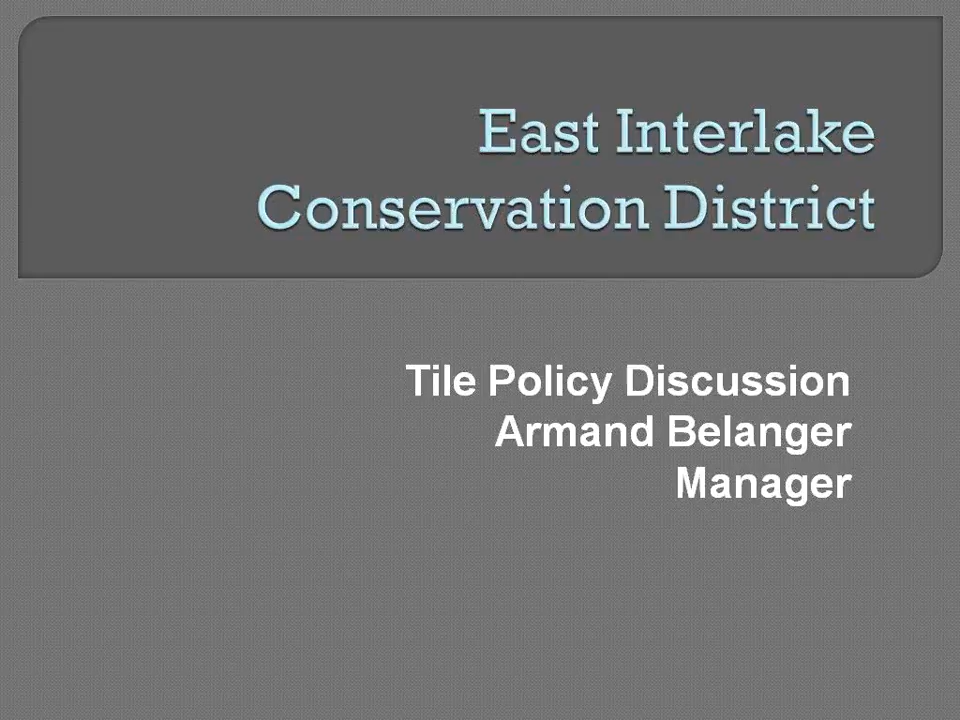 East Interlake
Conservation District
Tile Policy Discussion
Armand Belanger
Manager